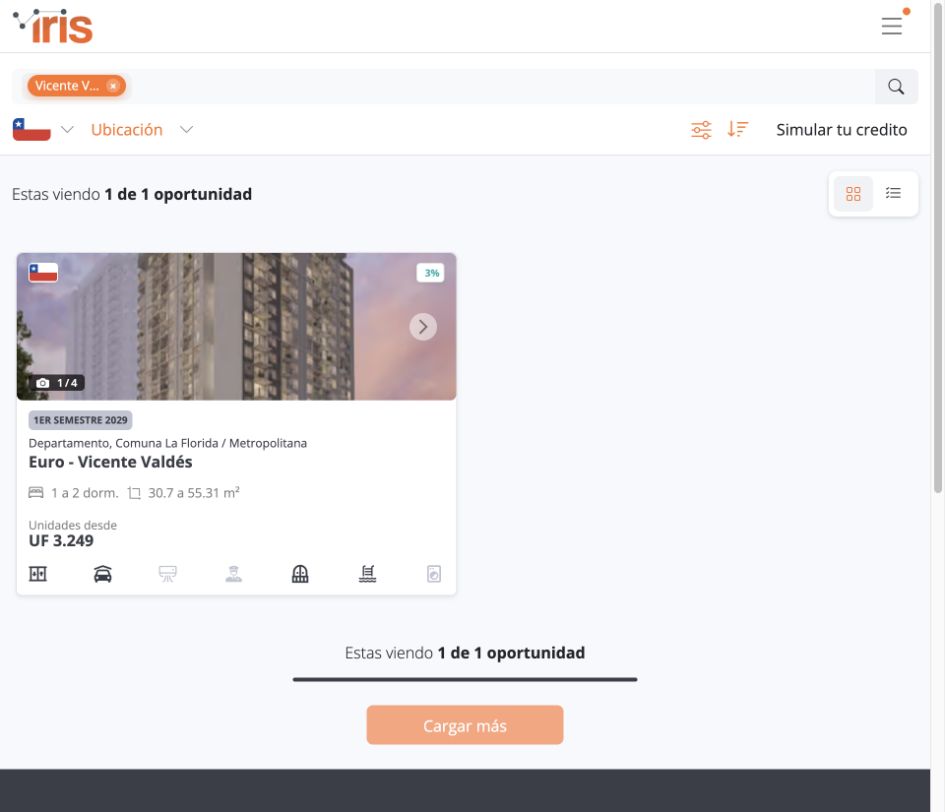 iris
Vicente V...
Ubicación
Simular tu credito
Estas viendo 1 de 1 oportunidad
3%
1/4
1ER SEMESTRE 2029
Departamento, Comuna La Florida / Metropolitana
Euro - Vicente Valdés
1 a 2 dorm. 30.7 a 55.31 m²
Unidades desde
UF 3.249
Estas viendo 1 de 1 oportunidad
Cargar más